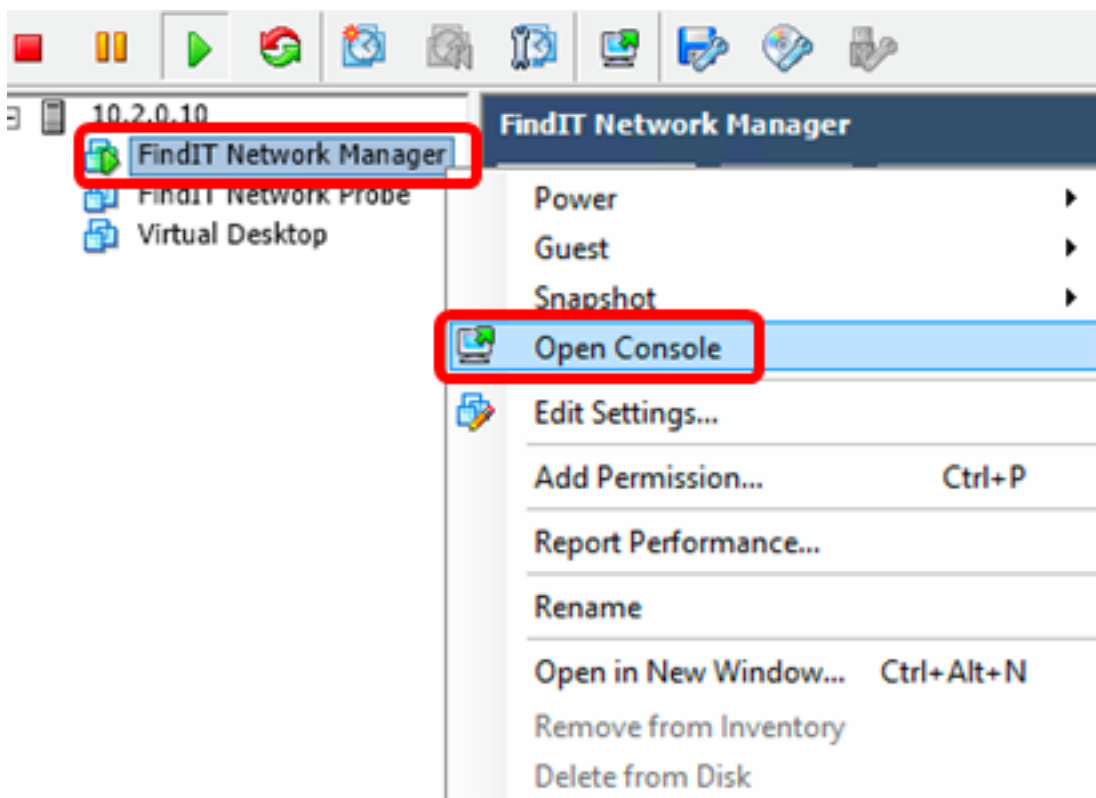 10.2.0.10
FindIT Network Manager
FindIT Network Probe
Virtual Desktop
FindIT Network Manager
Power
Guest
Snapshot
Open Console
Edit Settings...
Add Permission... Ctrl+P
Report Performance...
Rename
Open in New Window... Ctrl+Alt+N
Remove from Inventory
Delete from Disk